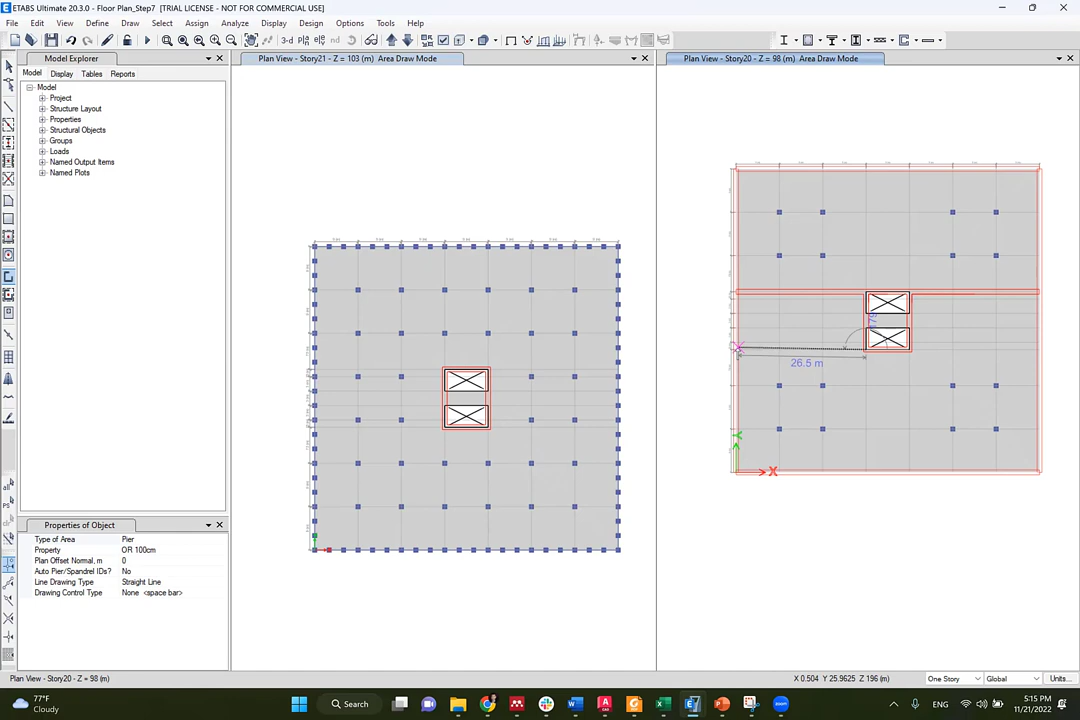 ETABS Ultimate 20.3.0 - Floor Plan_Step7 [TRIAL LICENSE - NOT FOR COMMERCIAL USE]
File Edit View Define Draw Select Assign Analyze Display Design Options Tools Help
3-d
Model Explorer
Model Display Tables Reports
Model
Project
Structure Layout
Properties
Structural Objects
Groups
Loads
Named Output Items
Named Plots
Properties of Object
Type of Area Pier
Property OR 100cm
Plan Offset Normal, m 0
Auto Pier/Spandrel IDs? No
Line Drawing Type Straight Line
Drawing Control Type None <space bar>
Plan View - Story21 - Z = 103 (m) Area Draw Mode
Plan View - Story20 - Z = 98 (m) Area Draw Mode
26.5 m
X
Plan View - Story20 - Z = 98 (m)
X 0.504 Y 25.9625 Z 196 (m)
One Story
Global
Units...
77°F
Cloudy
Search
ENG
5:15 PM
11/21/2022